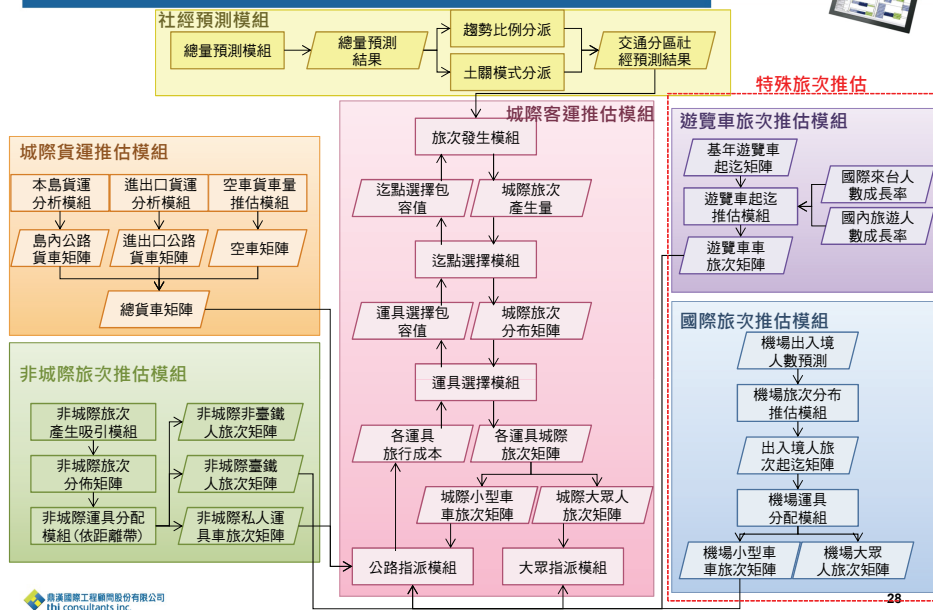 社經預測模組
總量預測模組
總量預測
結果
趨勢比例分派
土關模式分派
交通分區社
經預測結果
特殊旅次推估
城際貨運推估模組
本島貨運
分析模組
進出口貨運
分析模組
空車貨車量
推估模組
島內公路
貨車矩陣
進出口公路
貨車矩陣
空車矩陣
總貨車矩陣
非城際旅次推估模組
非城際旅次
產生吸引模組
非城際旅次
分佈矩陣
非城際運具分配
模組(依距離帶)
非城際非臺鐵
人旅次矩陣
非城際臺鐵
人旅次矩陣
非城際私人運
具車旅次矩陣
城際客運推估模組
旅次發生模組
迄點選擇包
容值
城際旅次
產生量
迄點選擇模組
運具選擇包
容值
城際旅次
分布矩陣
運具選擇模組
各運具
旅行成本
各運具城際
旅次矩陣
城際小型車
車旅次矩陣
城際大眾人
旅次矩陣
公路指派模組
大眾指派模組
遊覽車旅次推估模組
基年遊覽車
起迄矩陣
遊覽車起迄
推估模組
遊覽車車
旅次矩陣
國際來台人
數成長率
國內旅遊人
數成長率
國際旅次推估模組
機場出入境
人數預測
機場旅次分布
推估模組
出入境人旅
次起迄矩陣
機場運具
分配模組
機場小型車
車旅次矩陣
機場大眾
人旅次矩陣
鼎漢國際工程顧問股份有限公司
thi consultants inc.
28